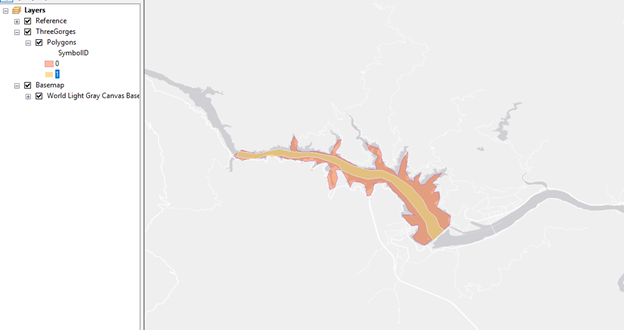 Layers
Reference
ThreeGorges
Polygons
SymbolID
0
1
Basemap
World Light Gray Canvas Base